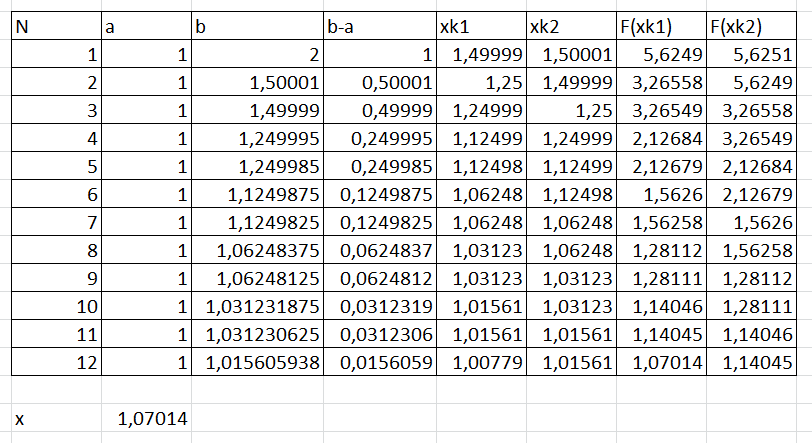 N a b b-a xk1 xk2 F(xk1) F(xk2)
1 1 2 1 1,49999 1,50001 5,6249 5,6251
2 1 1,50001 0,50001 1,25 1,49999 3,26558 5,6249
3 1 1,49999 0,49999 1,24999 1,25 3,26549 3,26558
4 1 1,249995 0,249995 1,12499 1,24999 2,12684 3,26549
5 1 1,249985 0,249985 1,12498 1,12499 2,12679 2,12684
6 1 1,1249875 0,1249875 1,06248 1,12498 1,5626 2,12679
7 1 1,1249825 0,1249825 1,06248 1,06248 1,56258 1,5626
8 1 1,06248375 0,0624837 1,03123 1,06248 1,28112 1,56258
9 1 1,06248125 0,0624812 1,03123 1,03123 1,28111 1,28112
10 1 1,031231875 0,0312319 1,01561 1,03123 1,14046 1,28111
11 1 1,031230625 0,0312306 1,01561 1,01561 1,14045 1,14046
12 1 1,015605938 0,0156059 1,00779 1,01561 1,07014 1,14045
x 1,07014